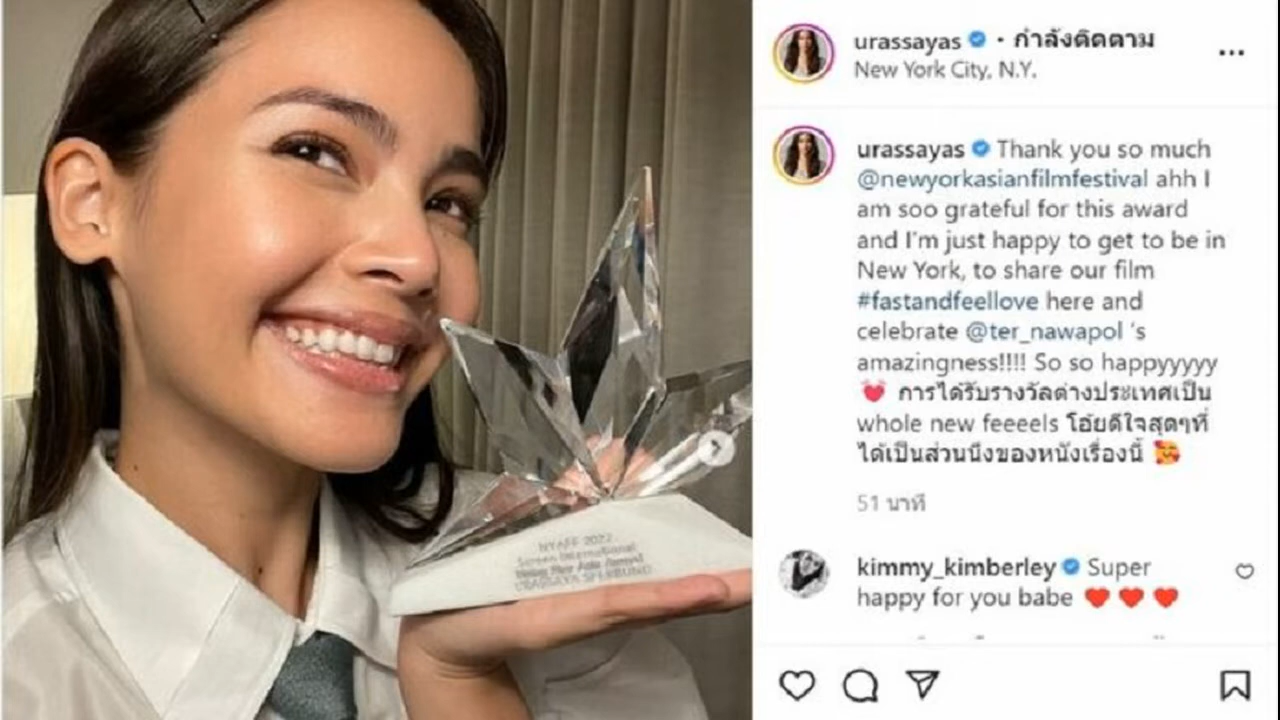 urassayas • กำลังติดตาม
New York City, N.Y.
urassayas Thank you so much
@newyorkasianfilmfestival ahh I
am soo grateful for this award
and I'm just happy to get to be in
New York, to share our film
#fastandfeellove here and
celebrate @ter_nawapol 's
amazingness!!!! So so happyyyyy
💓 การได้รับรางวัลต่างประเทศเป็น
whole new feeeels โอ๊ยดีใจสุดๆที่
ได้เป็นส่วนนึงของหนังเรื่องนี้ 🥰
51 นาที
kimmy_kimberley Super
happy for you babe ♥️ ♥️ ♥️
NYAFF 2022
Screen International
Rising Star Asia Award
URASSAYA SPERBUND